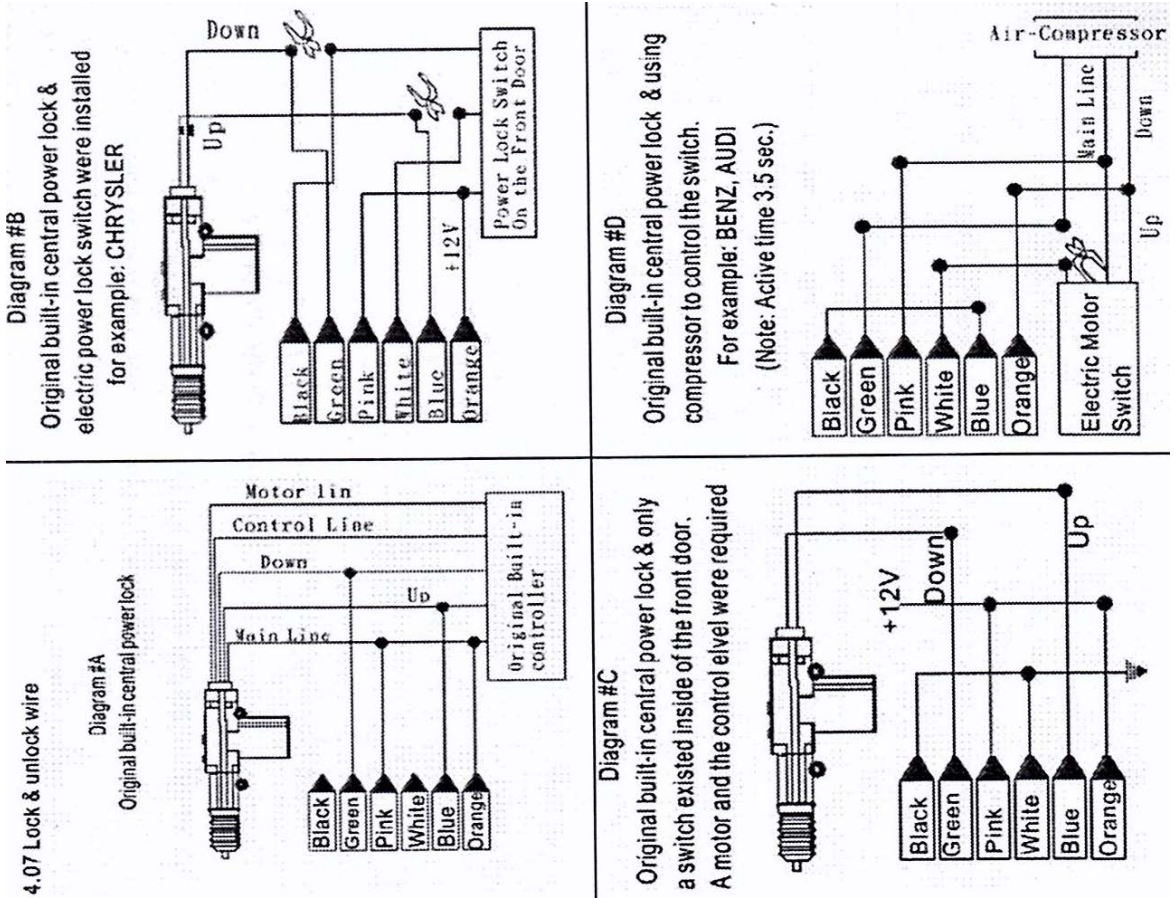 4.07 Lock & unlock wire
Diagram #A
Original built-in central power lock
Motor lin
Control Line
Down
Up
Main Line
Black
Green
Pink
White
Blue
Orange
Original Built-in
controller
Diagram #B
Original built-in central power lock &
electric power lock switch were installed
for example: CHRYSLER
Down
Up
+12V
Black
Green
Pink
White
Blue
Orange
Power Lock Switch
On the Front Door
Diagram #C
Original built-in central power lock & only
a switch existed inside of the front door.
A motor and the control elvel were required
+12V
Down
Up
Black
Green
Pink
White
Blue
Orange
Diagram #D
Original built-in central power lock & using
compressor to control the switch.
For example: BENZ, AUDI
(Note: Active time 3.5 sec.)
Air-Compressor
Main Line
Down
Up
Black
Green
Pink
White
Blue
Orange
Electric Motor
Switch